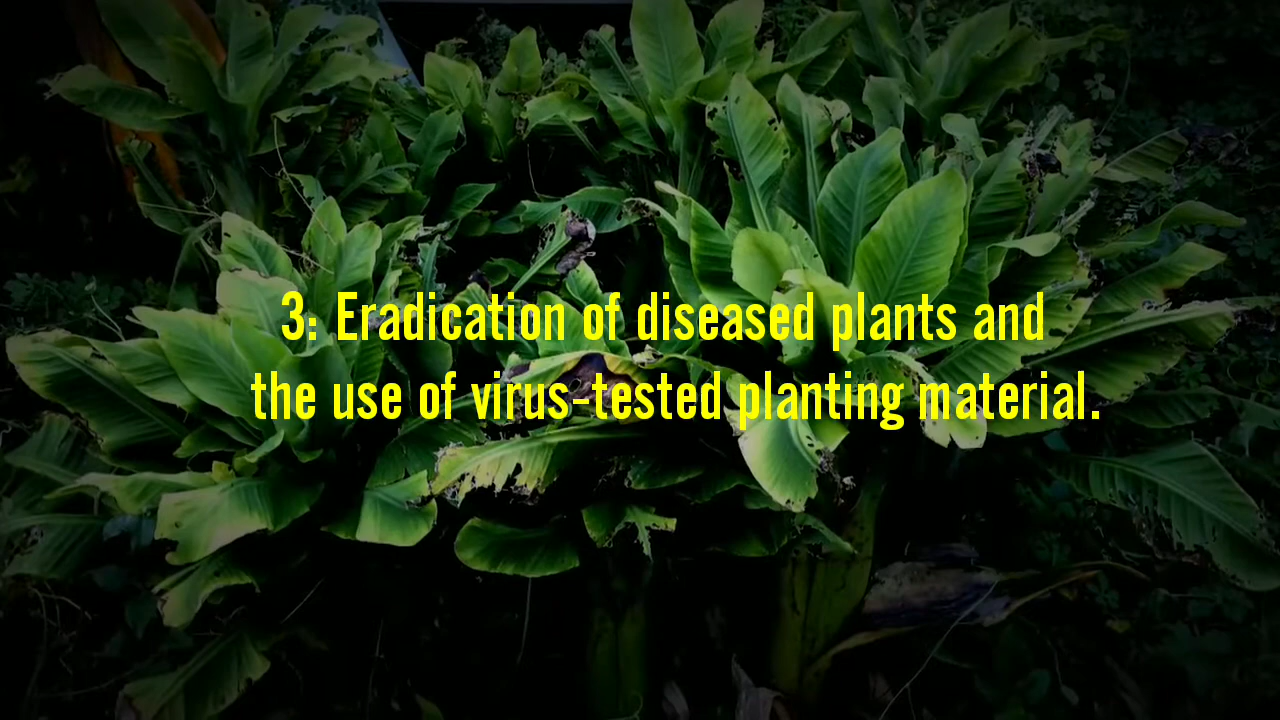 3: Eradication of diseased plants and
the use of virus-tested planting material.